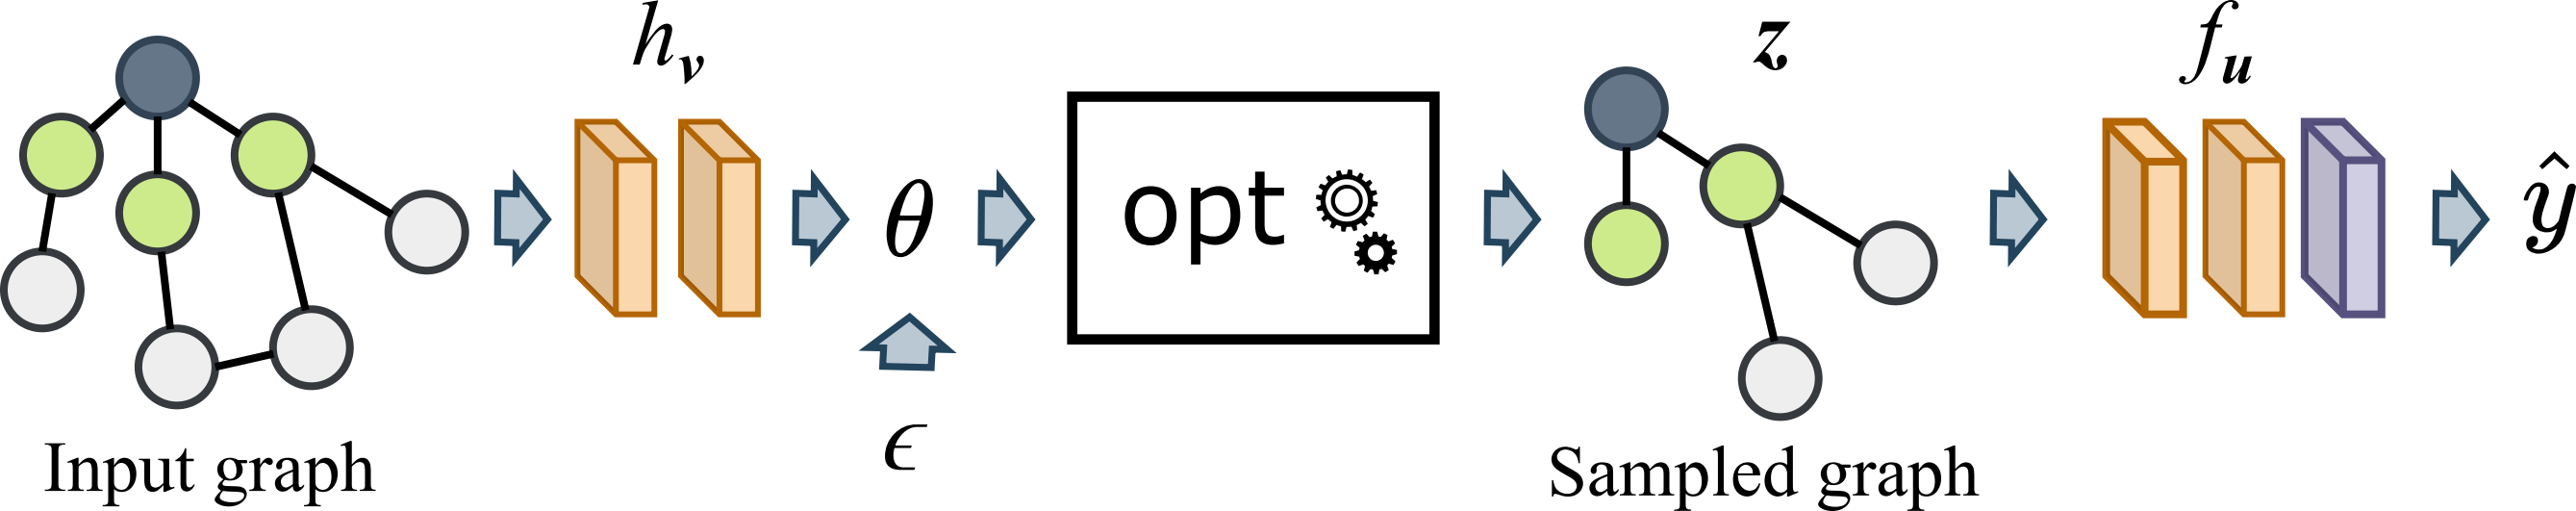 h_v
z
f_u
θ
opt
ŷ
ϵ
Input graph
Sampled graph